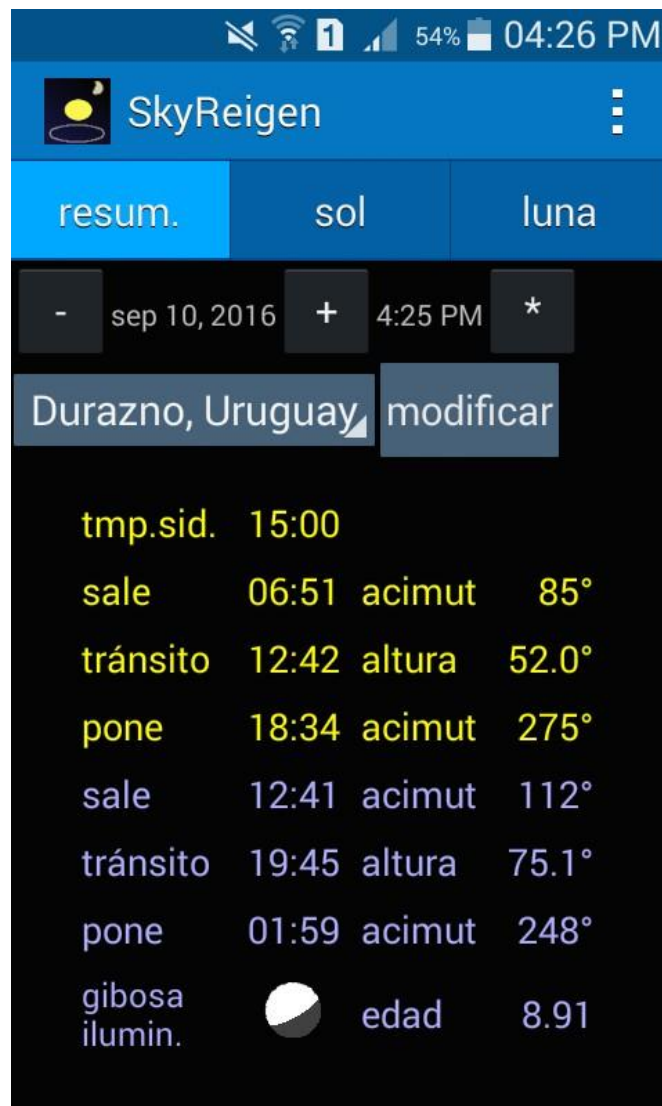 1 54% 04:26 PM
SkyReigen
resum. sol luna
- sep 10, 2016 + 4:25 PM *
Durazno, Uruguay modificar
tmp.sid. 15:00
sale 06:51 acimut 85°
tránsito 12:42 altura 52.0°
pone 18:34 acimut 275°
sale 12:41 acimut 112°
tránsito 19:45 altura 75.1°
pone 01:59 acimut 248°
gibosa
ilumin. edad 8.91